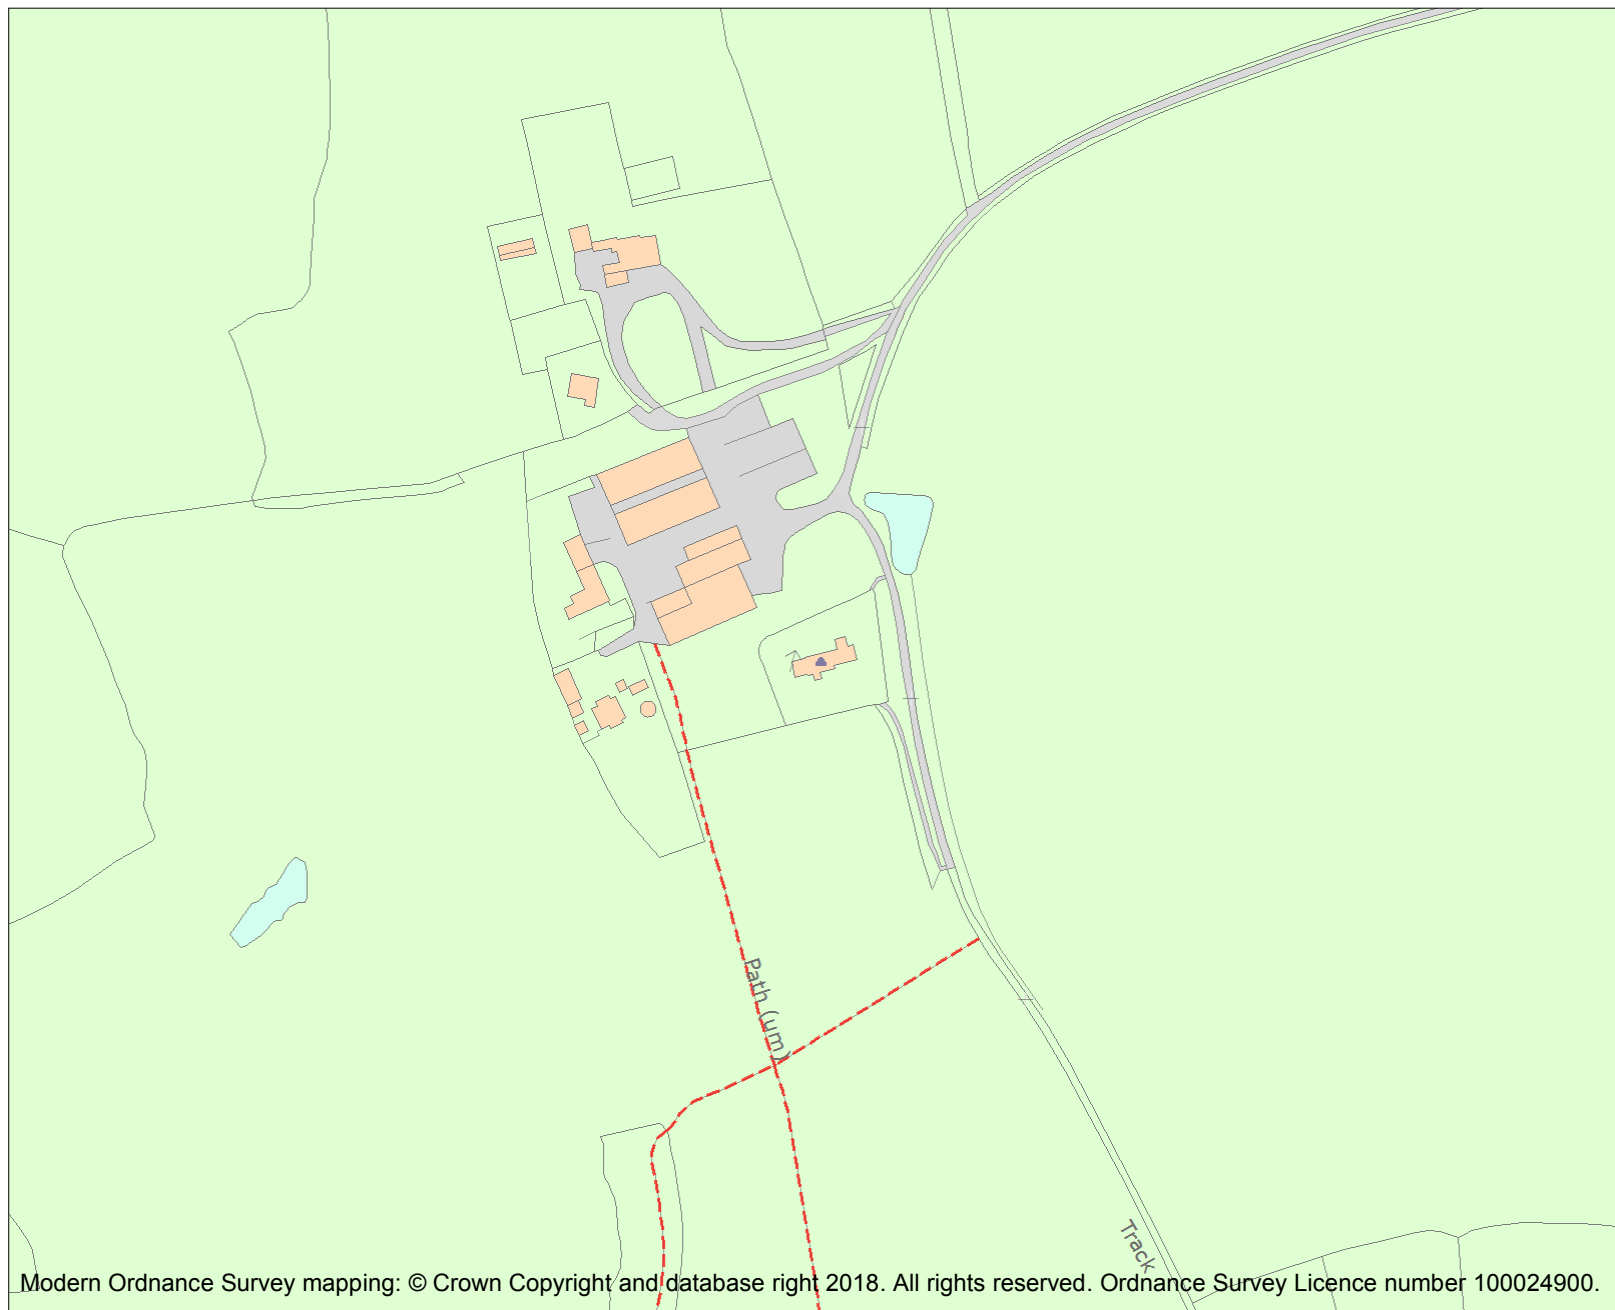 Path (um)
Track
Modern Ordnance Survey mapping: © Crown Copyright and database right 2018. All rights reserved. Ordnance Survey Licence number 100024900.